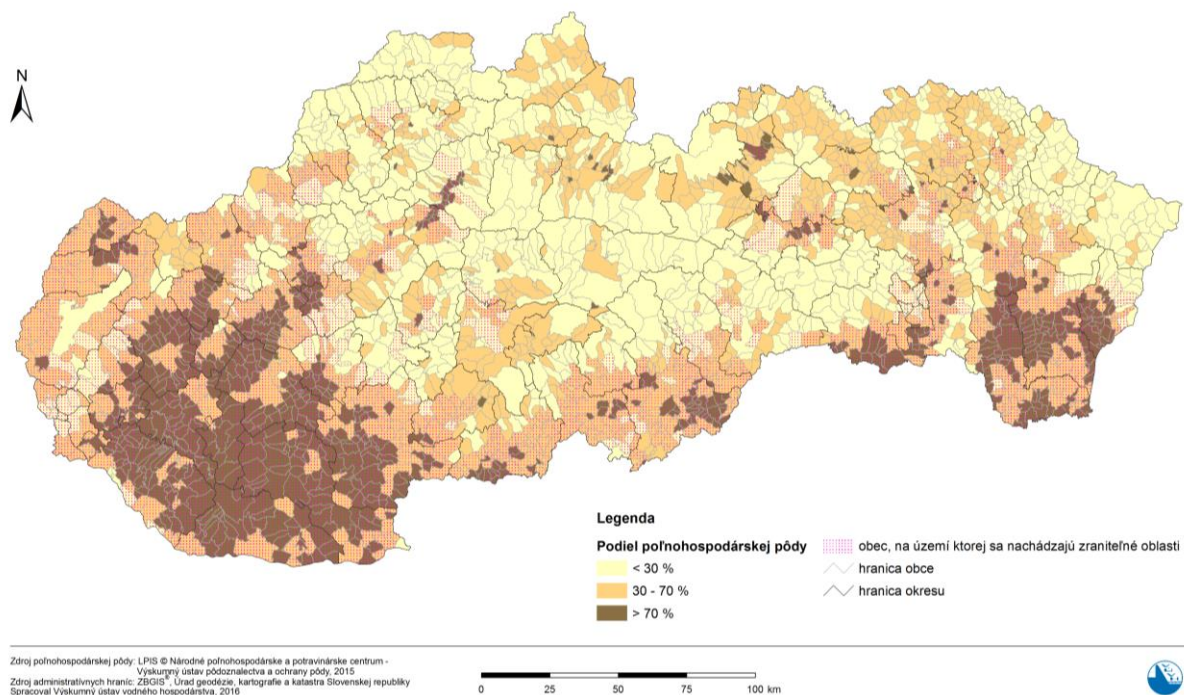 N
Legenda
Podiel poľnohospodárskej pôdy
< 30 %
30 - 70 %
> 70 %
obec, na území ktorej sa nachádzajú zraniteľné oblasti
hranica obce
hranica okresu
Zdroj poľnohospodárskej pôdy: LPIS © Národné poľnohospodárske a potravinárske centrum -
Výskumný ústav pôdoznalectva a ochrany pôdy, 2015
Zdroj administratívnych hraníc: ZBGIS®, Úrad geodézie, kartografie a katastra Slovenskej republiky
Spracoval Výskumný ústav vodného hospodárstva, 2016
0 25 50 75 100 km